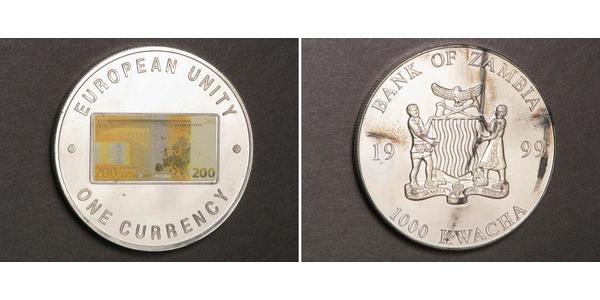 EUROPEAN UNITY
200 200
ONE CURRENCY
BANK OF ZAMBIA
19 99
1000 KWACHA